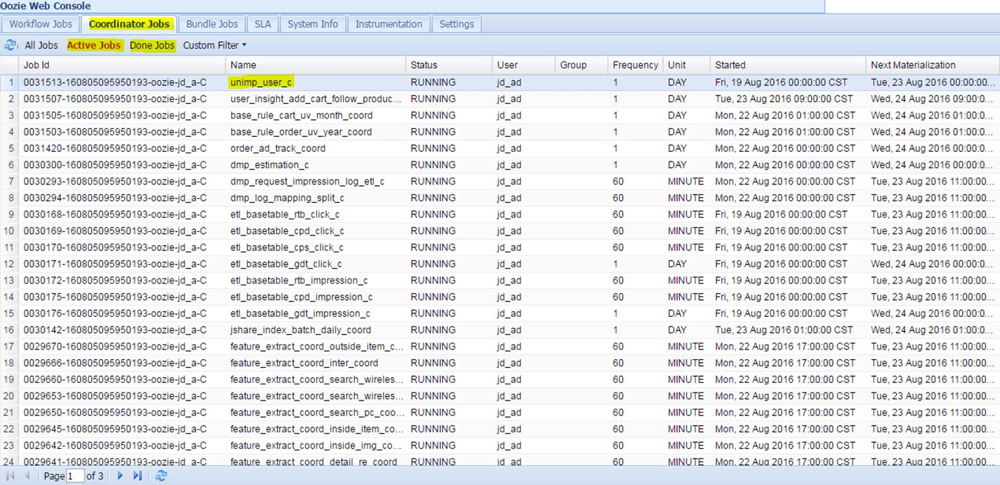 Oozie Web Console
Workflow Jobs Coordinator Jobs Bundle Jobs SLA System Info Instrumentation Settings
All Jobs Active Jobs Done Jobs Custom Filter
Job Id Name Status User Group Frequency Unit Started Next Materialization
1 0031513-160805095950193-oozie-jd_a-C unimp_user_c RUNNING jd_ad 1 DAY Fri, 19 Aug 2016 00:00:00 CST Tue, 23 Aug 2016 00:00:00...
2 0031507-160805095950193-oozie-jd_a-C user_insight_add_cart_follow_produc... RUNNING jd_ad 1 DAY Tue, 23 Aug 2016 09:00:00 CST Wed, 24 Aug 2016 09:00:0...
3 0031505-160805095950193-oozie-jd_a-C base_rule_cart_uv_month_coord RUNNING jd_ad 1 DAY Mon, 22 Aug 2016 01:00:00 CST Wed, 24 Aug 2016 01:00:0...
4 0031503-160805095950193-oozie-jd_a-C base_rule_order_uv_year_coord RUNNING jd_ad 1 DAY Mon, 22 Aug 2016 01:00:00 CST Wed, 24 Aug 2016 01:00:0...
5 0031420-160805095950193-oozie-jd_a-C order_ad_track_coord RUNNING jd_ad 1 DAY Mon, 22 Aug 2016 00:00:00 CST Wed, 24 Aug 2016 00:00:0...
6 0030300-160805095950193-oozie-jd_a-C dmp_estimation_c RUNNING jd_ad 1 DAY Mon, 22 Aug 2016 00:00:00 CST Wed, 24 Aug 2016 00:00:0...
7 0030293-160805095950193-oozie-jd_a-C dmp_request_impression_log_etl_c RUNNING jd_ad 60 MINUTE Mon, 22 Aug 2016 00:00:00 CST Tue, 23 Aug 2016 11:00:00...
8 0030294-160805095950193-oozie-jd_a-C dmp_log_mapping_split_c RUNNING jd_ad 60 MINUTE Mon, 22 Aug 2016 00:00:00 CST Tue, 23 Aug 2016 11:00:00...
9 0030168-160805095950193-oozie-jd_a-C etl_basetable_rtb_click_c RUNNING jd_ad 60 MINUTE Fri, 19 Aug 2016 00:00:00 CST Tue, 23 Aug 2016 11:00:00...
10 0030169-160805095950193-oozie-jd_a-C etl_basetable_cpd_click_c RUNNING jd_ad 60 MINUTE Fri, 19 Aug 2016 00:00:00 CST Tue, 23 Aug 2016 11:00:00...
11 0030170-160805095950193-oozie-jd_a-C etl_basetable_cps_click_c RUNNING jd_ad 60 MINUTE Fri, 19 Aug 2016 00:00:00 CST Tue, 23 Aug 2016 11:00:00...
12 0030171-160805095950193-oozie-jd_a-C etl_basetable_gdt_click_c RUNNING jd_ad 1 DAY Fri, 19 Aug 2016 00:00:00 CST Wed, 24 Aug 2016 00:00:0...
13 0030172-160805095950193-oozie-jd_a-C etl_basetable_rtb_impression_c RUNNING jd_ad 60 MINUTE Fri, 19 Aug 2016 00:00:00 CST Tue, 23 Aug 2016 11:00:00...
14 0030175-160805095950193-oozie-jd_a-C etl_basetable_cpd_impression_c RUNNING jd_ad 60 MINUTE Fri, 19 Aug 2016 00:00:00 CST Tue, 23 Aug 2016 11:00:00...
15 0030176-160805095950193-oozie-jd_a-C etl_basetable_gdt_impression_c RUNNING jd_ad 1 DAY Fri, 19 Aug 2016 00:00:00 CST Wed, 24 Aug 2016 00:00:0...
16 0030142-160805095950193-oozie-jd_a-C jshare_index_batch_daily_coord RUNNING jd_ad 1 DAY Tue, 23 Aug 2016 01:00:00 CST Wed, 24 Aug 2016 01:00:0...
17 0029670-160805095950193-oozie-jd_a-C feature_extract_coord_outside_item_c... RUNNING jd_ad 60 MINUTE Mon, 22 Aug 2016 17:00:00 CST Tue, 23 Aug 2016 11:00:00...
18 0029666-160805095950193-oozie-jd_a-C feature_extract_coord_inter_coord RUNNING jd_ad 60 MINUTE Mon, 22 Aug 2016 17:00:00 CST Tue, 23 Aug 2016 11:00:00...
19 0029660-160805095950193-oozie-jd_a-C feature_extract_coord_search_wireles... RUNNING jd_ad 60 MINUTE Mon, 22 Aug 2016 17:00:00 CST Tue, 23 Aug 2016 11:00:00...
20 0029653-160805095950193-oozie-jd_a-C feature_extract_coord_search_wireles... RUNNING jd_ad 60 MINUTE Mon, 22 Aug 2016 17:00:00 CST Tue, 23 Aug 2016 11:00:00...
21 0029650-160805095950193-oozie-jd_a-C feature_extract_coord_search_pc_coo... RUNNING jd_ad 60 MINUTE Mon, 22 Aug 2016 17:00:00 CST Tue, 23 Aug 2016 11:00:00...
22 0029645-160805095950193-oozie-jd_a-C feature_extract_coord_inside_item_co... RUNNING jd_ad 60 MINUTE Mon, 22 Aug 2016 17:00:00 CST Tue, 23 Aug 2016 11:00:00...
23 0029642-160805095950193-oozie-jd_a-C feature_extract_coord_inside_img_co... RUNNING jd_ad 60 MINUTE Mon, 22 Aug 2016 17:00:00 CST Tue, 23 Aug 2016 11:00:00...
24 0029641-160805095950193-oozie-jd_a-C feature_extract_coord_detail_re_coord RUNNING jd_ad 60 MINUTE Mon, 22 Aug 2016 17:00:00 CST Tue, 23 Aug 2016 11:00:00...
Page 1 of 3